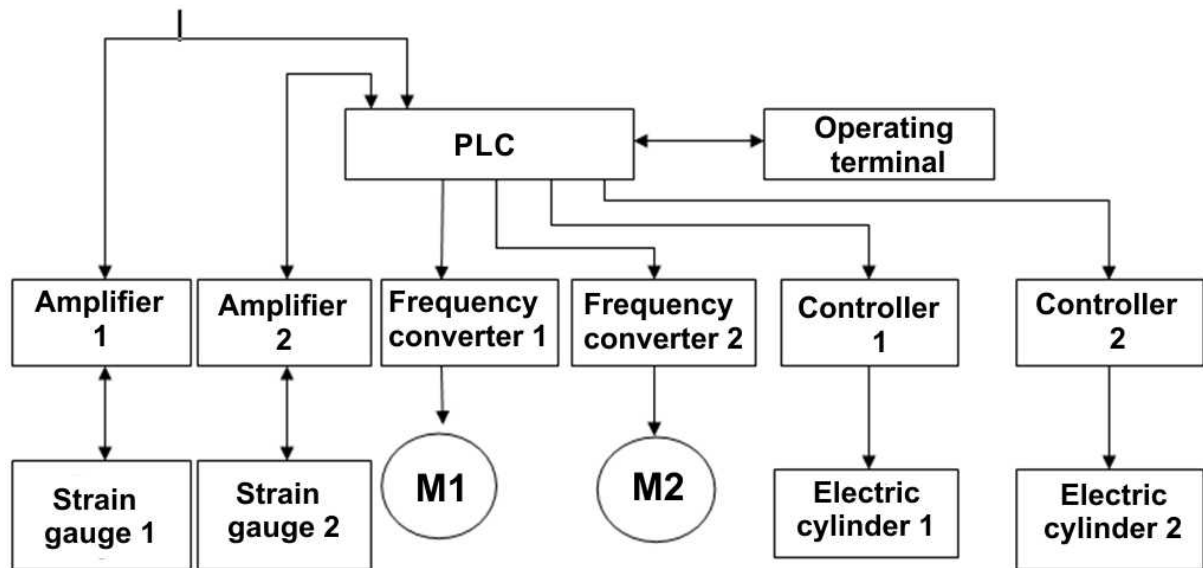 PLC
Operating
terminal
Amplifier
1
Amplifier
2
Frequency
converter 1
Frequency
converter 2
Controller
1
Controller
2
Strain
gauge 1
Strain
gauge 2
M1
M2
Electric
cylinder 1
Electric
cylinder 2